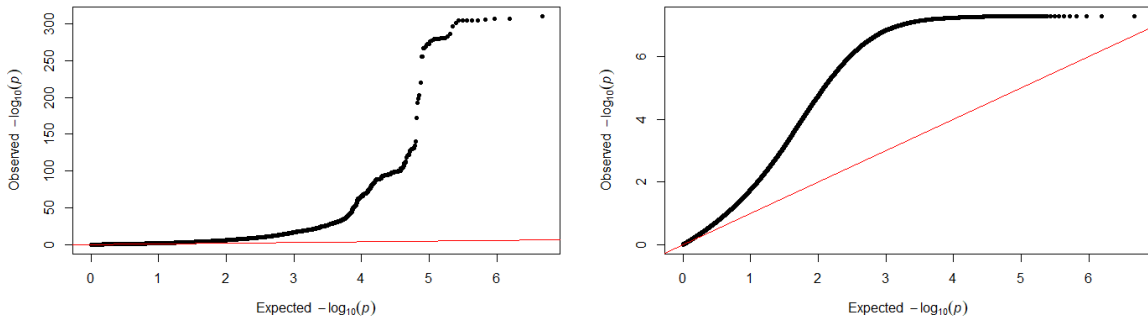 300
250
200
150
100
50
0
Observed −log₁₀(p)
0 1 2 3 4 5 6
Expected −log₁₀(p)
6
4
2
0
Observed −log₁₀(p)
0 1 2 3 4 5 6
Expected −log₁₀(p)